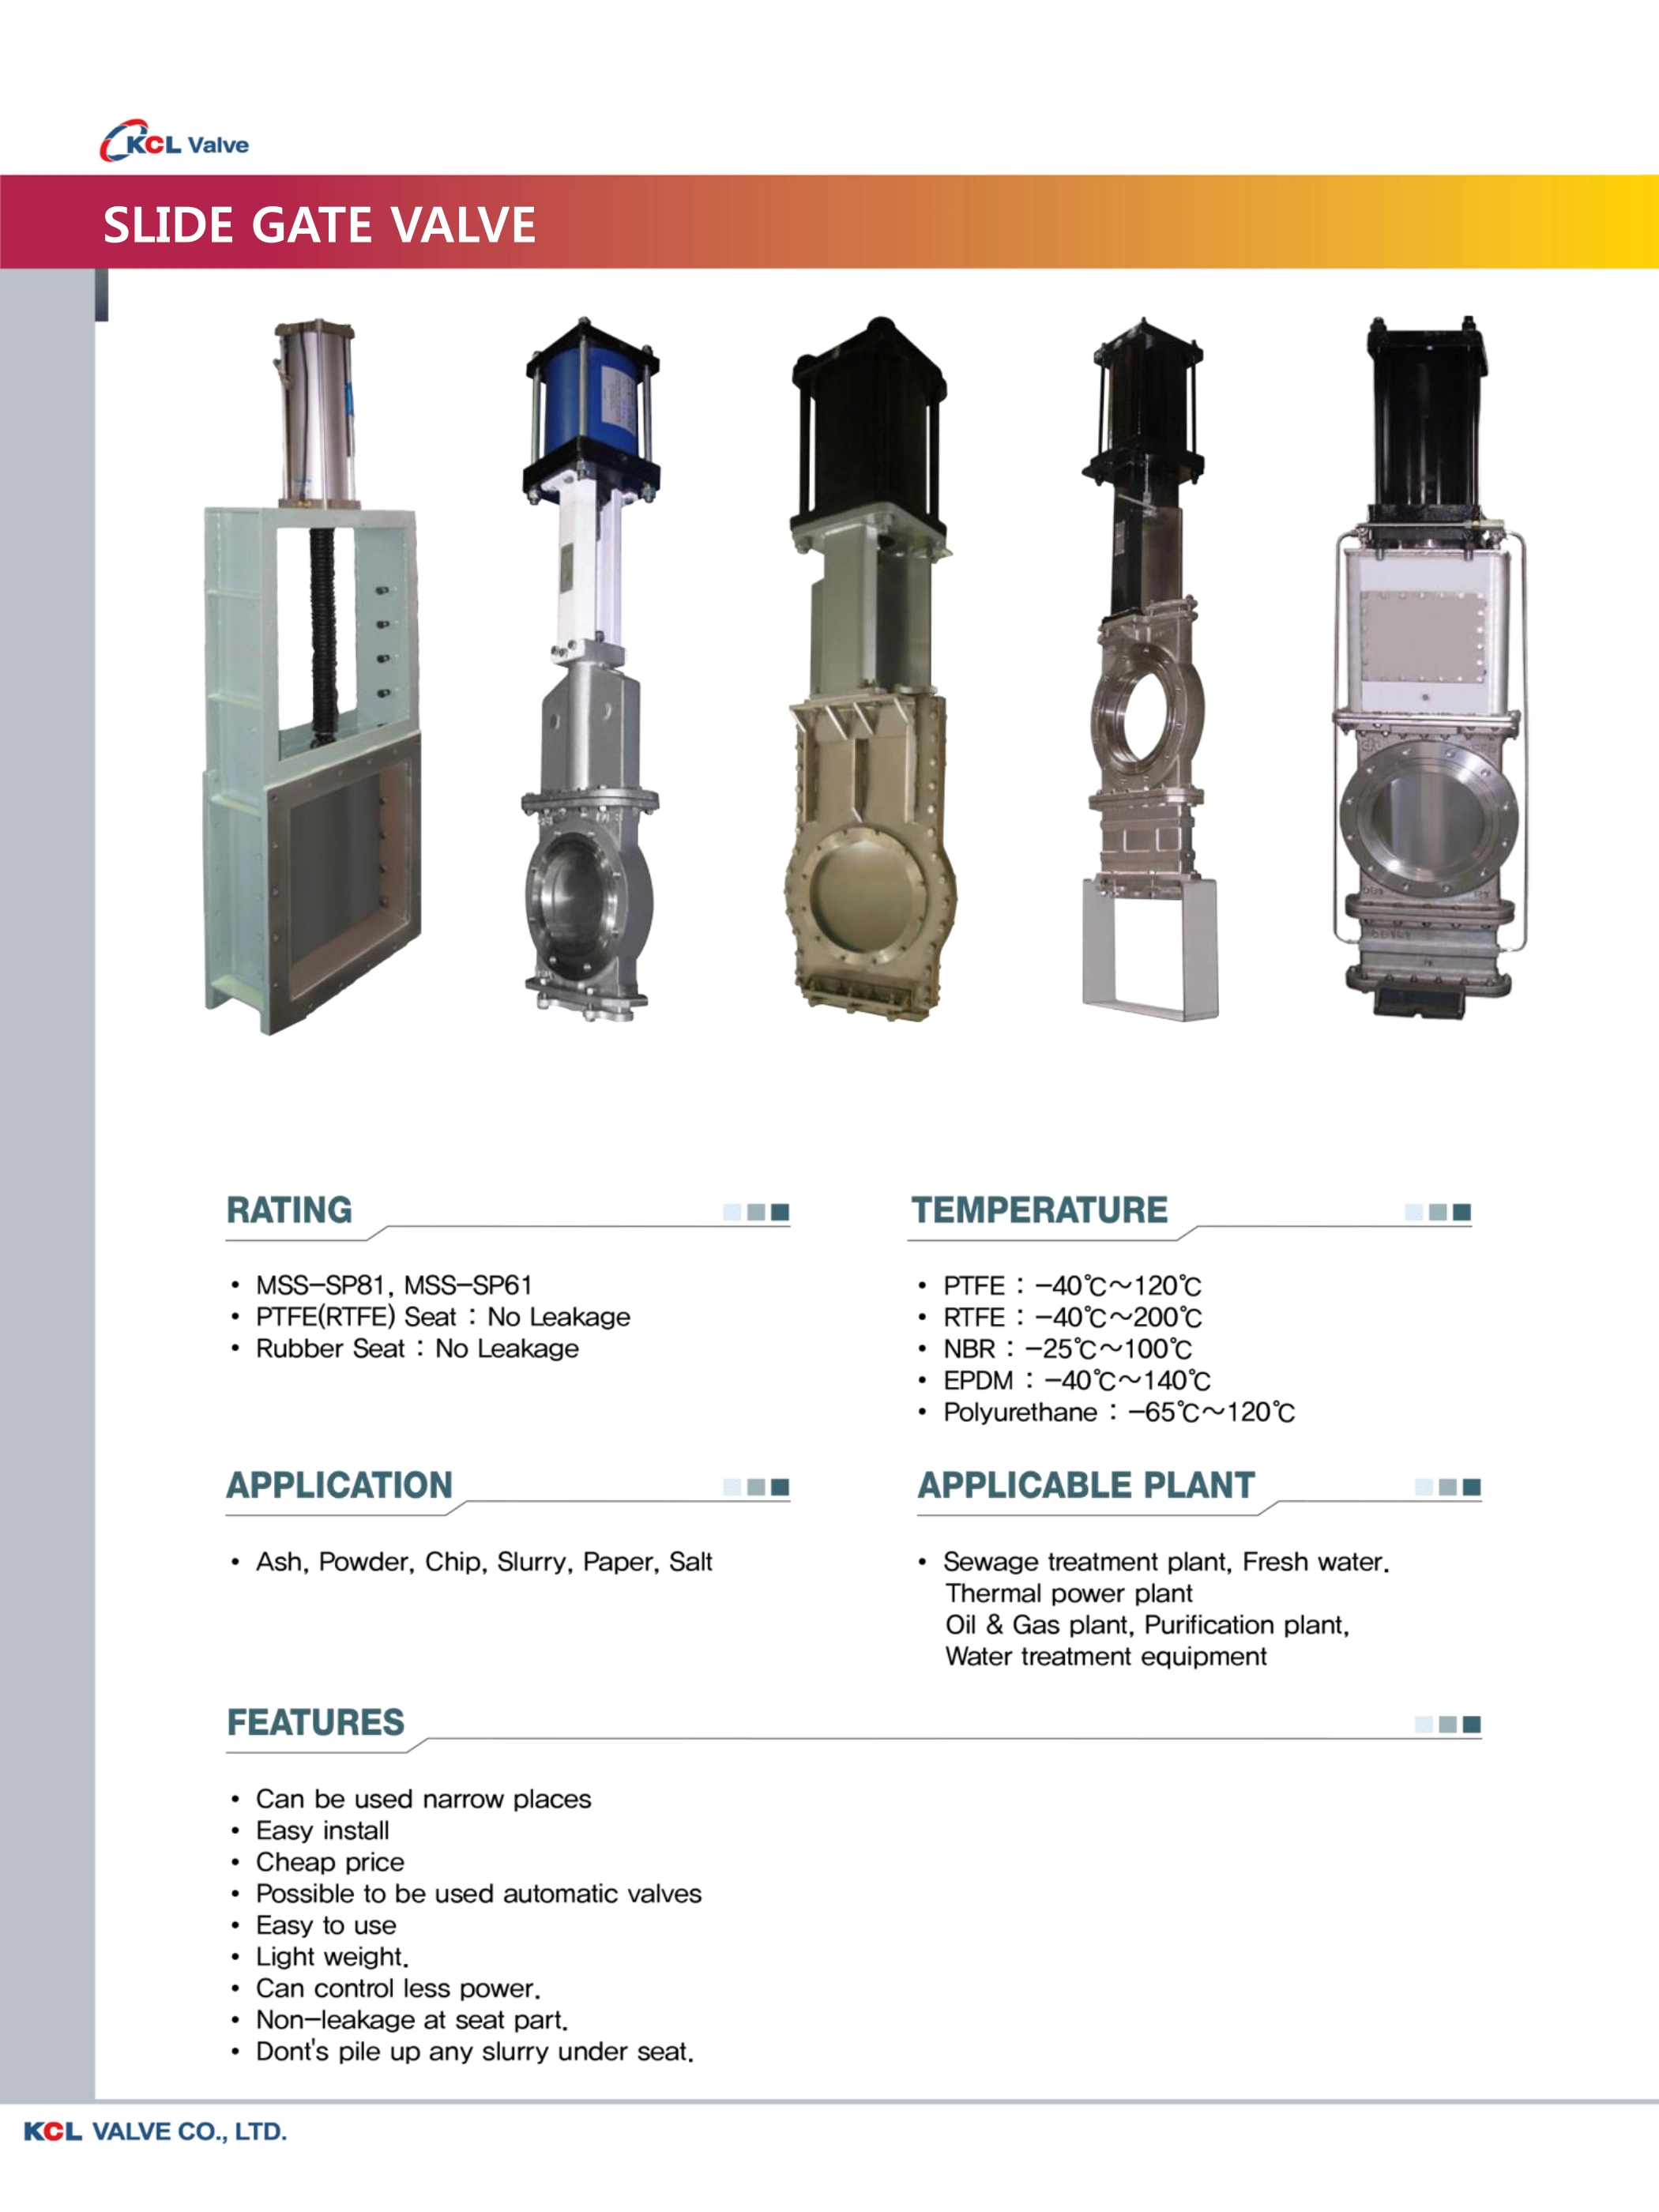 KCL Valve
SLIDE GATE VALVE
RATING
• MSS-SP81, MSS-SP61
• PTFE(RTFE) Seat : No Leakage
• Rubber Seat : No Leakage
TEMPERATURE
• PTFE : -40℃~120℃
• RTFE : -40℃~200℃
• NBR : -25℃~100℃
• EPDM : -40℃~140℃
• Polyurethane : -65℃~120℃
APPLICATION
• Ash, Powder, Chip, Slurry, Paper, Salt
APPLICABLE PLANT
• Sewage treatment plant, Fresh water.
Thermal power plant
Oil & Gas plant, Purification plant,
Water treatment equipment
FEATURES
• Can be used narrow places
• Easy install
• Cheap price
• Possible to be used automatic valves
• Easy to use
• Light weight.
• Can control less power.
• Non-leakage at seat part.
• Dont's pile up any slurry under seat.
KCL VALVE CO., LTD.